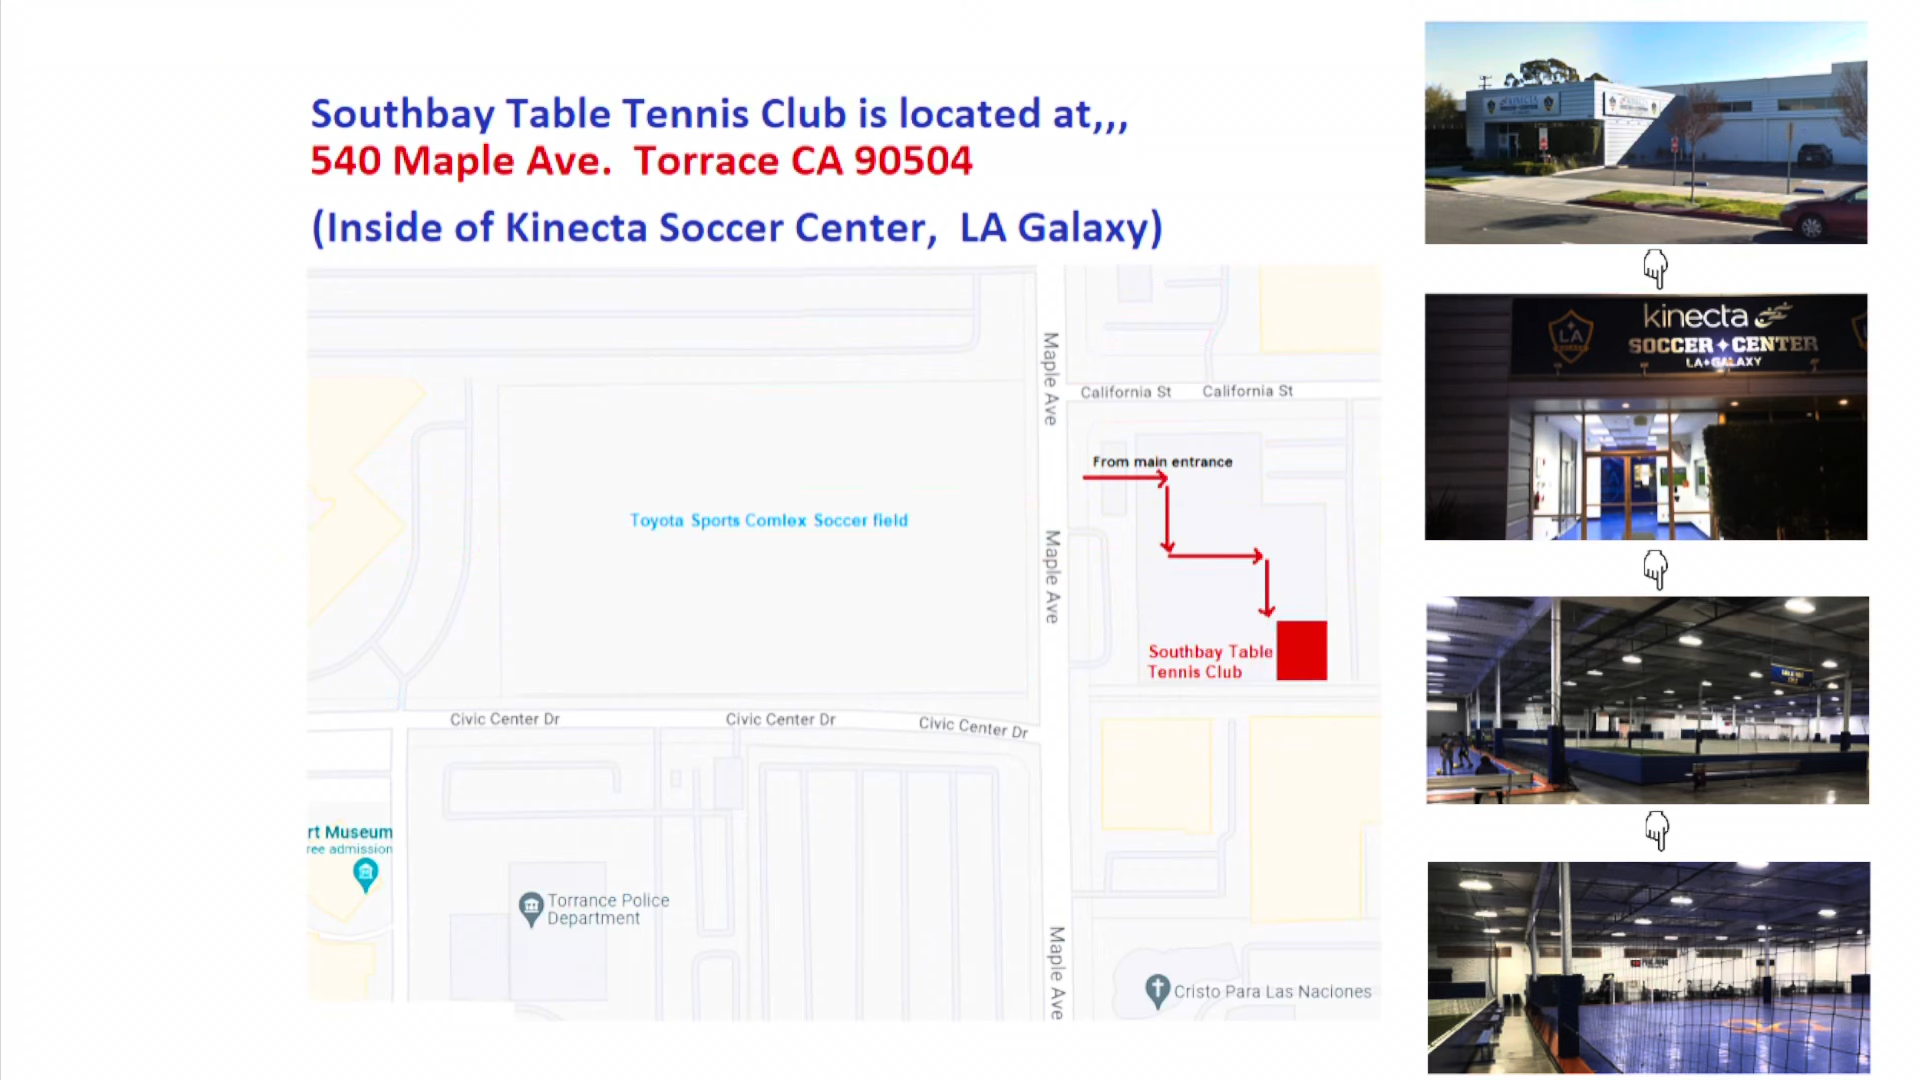 Southbay Table Tennis Club is located at,,,
540 Maple Ave.  Torrace CA 90504
(Inside of Kinecta Soccer Center,  LA Galaxy)
Maple Ave
California St
California St
From main entrance
Toyota Sports Comlex Soccer field
Maple Ave
Southbay Table
Tennis Club
Civic Center Dr
Civic Center Dr
Civic Center Dr
rt Museum
ree admission
Torrance Police
Department
Maple Ave
Cristo Para Las Naciones
KINECTA
kinecta
LA
SOCCER CENTER
LA GALAXY